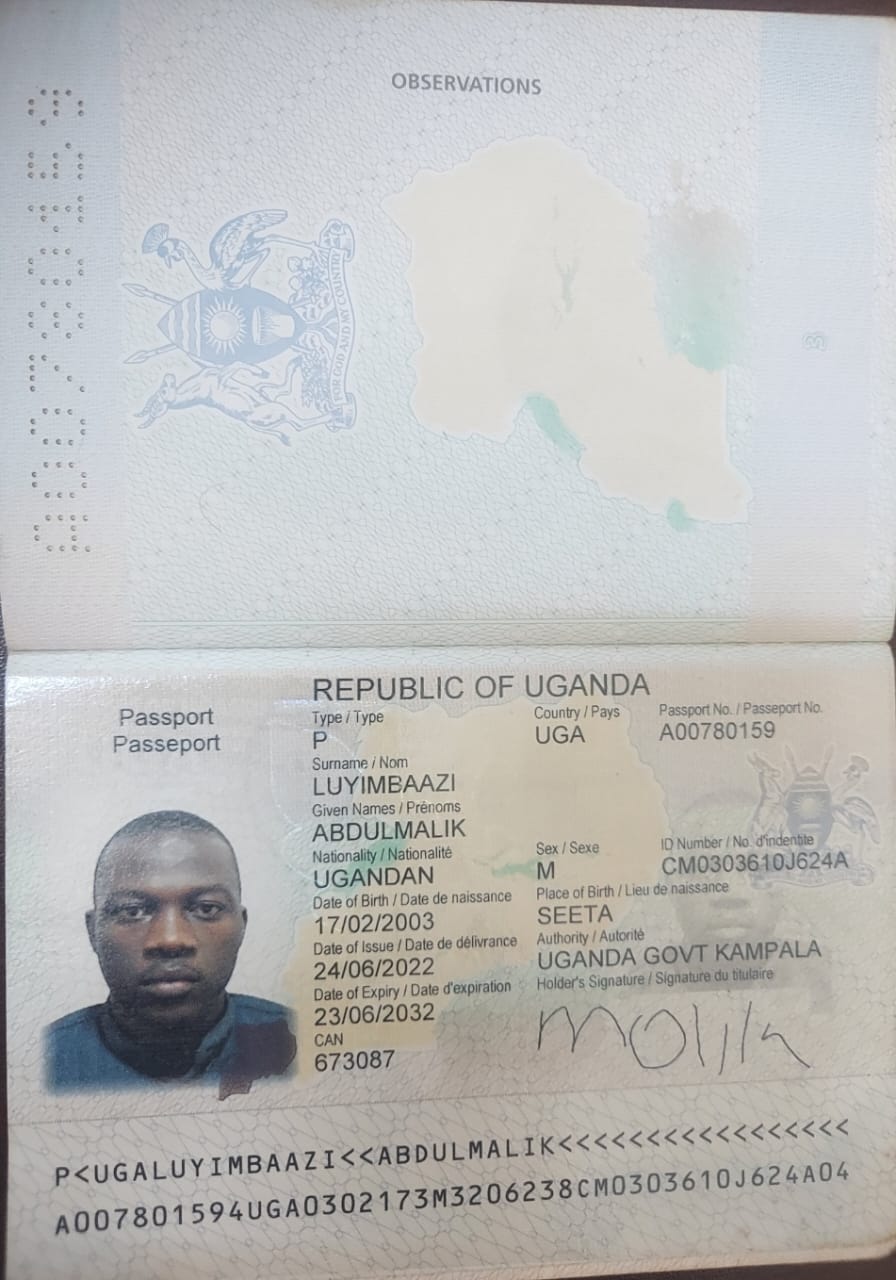 OBSERVATIONS
FOR GOD AND MY COUNTRY
3
REPUBLIC OF UGANDA
Passport
Passeport
Type / Type
P
Country / Pays
UGA
Passport No. / Passeport No.
A00780159
Surname / Nom
LUYIMBAAZI
Given Names / Prénoms
ABDULMALIK
Nationality / Nationalité
UGANDAN
Sex / Sexe
M
ID Number / No. d'indentite
CM0303610J624A
Date of Birth / Date de naissance
17/02/2003
Place of Birth / Lieu de naissance
SEETA
Date of Issue / Date de délivrance
24/06/2022
Authority / Autorité
UGANDA GOVT KAMPALA
Date of Expiry / Date d'expiration
23/06/2032
Holder's Signature / Signature du titulaire
CAN
673087
P<UGALUYIMBAAZI<<ABDULMALIK<<<<<<<<<<<<<<<<<
A007801594UGA0302173M3206238CM0303610J624A04